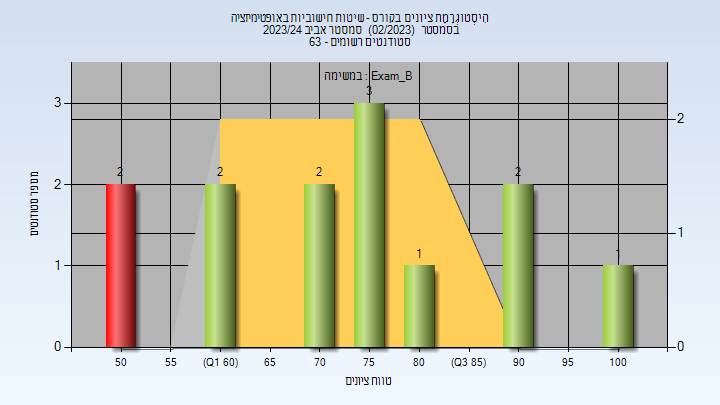 היסטוגרמת ציונים בקורס - שיטות חישוביות באופטימיזציה
בסמסטר (02/2023) סמסטר אביב 2023/24
סטודנטים רשומים - 63
במשימה : Exam_B
מספר סטודנטים
3
2
1
0
2
1
0
2
2
2
3
1
2
1
50
55
(Q1 60)
65
70
75
80
(Q3 85)
90
95
100
טווח ציונים